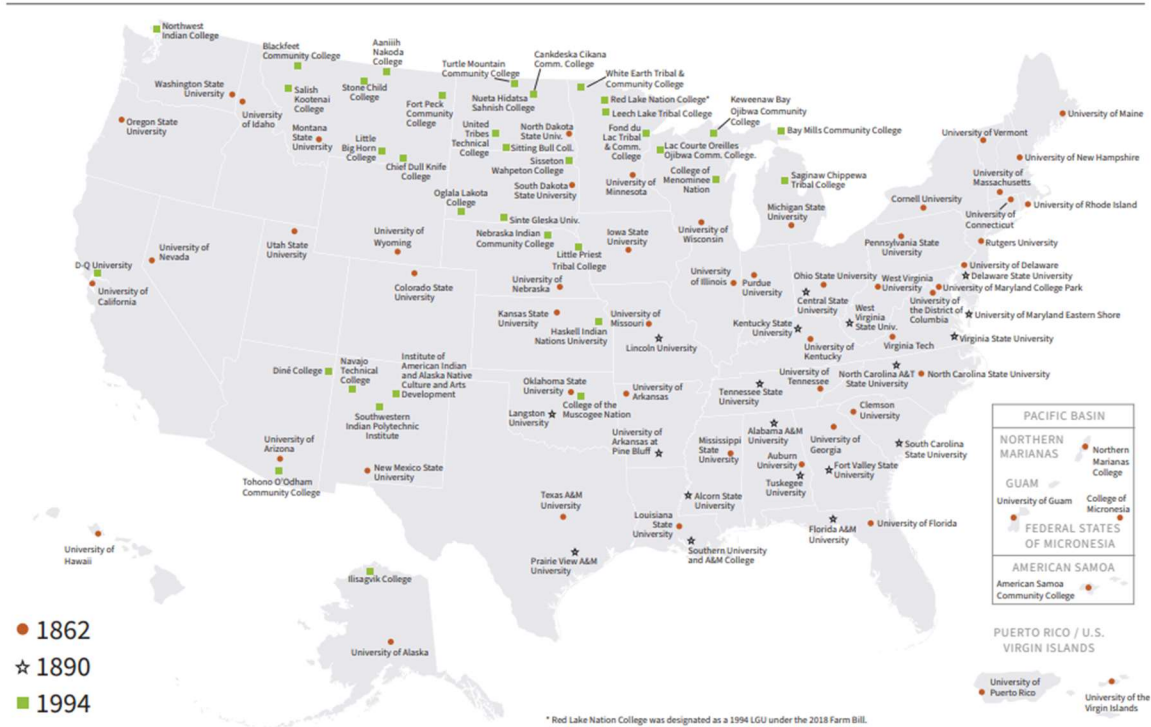 Northwest
Indian College
Blackfeet
Community College
Aaniiih
Nakoda
College
Turtle Mountain
Community College
Cankdeska Cikana
Comm. College
White Earth Tribal &
Community College
Washington State
University
University
of Idaho
Oregon State
University
Salish
Kootenai
College
Stone Child
College
Fort Peck
Community
College
Nueta Hidatsa
Sahnish College
Red Lake Nation College*
Leech Lake Tribal College
Keweenaw Bay
Ojibwa Community
College
Bay Mills Community College
Montana
State
University
Little
Big Horn
College
Chief Dull Knife
College
United
Tribes
Technical
College
North Dakota
State Univ.
Sitting Bull Coll.
Sisseton
Wahpeton College
Fond du
Lac Tribal
& Comm.
College
Lac Courte Oreilles
Ojibwa Comm. College.
College of
Menominee
Nation
Saginaw Chippewa
Tribal College
University of
Minnesota
South Dakota
State University
Oglala Lakota
College
Sinte Gleska Univ.
Michigan State
University
University of Maine
University of Vermont
University of New Hampshire
University of
Massachusetts
Cornell University
University of
Connecticut
University of Rhode Island
Pennsylvania State
University
Rutgers University
University of
Nevada
Utah State
University
University of
Wyoming
Nebraska Indian
Community College
Little Priest
Tribal College
Iowa State
University
University of
Wisconsin
D-Q University
University of
California
Colorado State
University
University of
Nebraska
University
of Illinois
Purdue
University
Ohio State University
Central State
University
West Virginia
University
University of Delaware
Delaware State University
University of Maryland College Park
University of
the District of
Columbia
University of Maryland Eastern Shore
Kansas State
University
Haskell Indian
Nations University
University of
Missouri
Lincoln University
Kentucky State
University
University of
Kentucky
West
Virginia
State Univ.
Virginia Tech
Virginia State University
Diné College
Navajo
Technical
College
Institute of
American Indian
and Alaska Native
Culture and Arts
Development
Southwestern
Indian Polytechnic
Institute
Oklahoma State
University
College of the
Muscogee Nation
Langston
University
University of
Arkansas
University of
Arkansas at
Pine Bluff
Tennessee State
University
University of
Tennessee
North Carolina A&T
State University
North Carolina State University
Clemson
University
South Carolina
State University
Alabama A&M
University
Auburn
University
Tuskegee
University
University of
Georgia
Fort Valley State
University
Mississippi
State
University
Alcorn State
University
University of
Arizona
Tohono O'Odham
Community College
New Mexico State
University
Texas A&M
University
Prairie View A&M
University
Louisiana
State
University
Southern University
and A&M College
Florida A&M
University
University of Florida
University of
Hawaii
Ilisagvik College
University of Alaska
PACIFIC BASIN
NORTHERN
MARIANAS
Northern
Marianas
College
GUAM
University of Guam
College of
Micronesia
FEDERAL STATES
OF MICRONESIA
AMERICAN SAMOA
American Samoa
Community College
PUERTO RICO / U.S.
VIRGIN ISLANDS
University of
Puerto Rico
University of the
Virgin Islands
1862
1890
1994
* Red Lake Nation College was designated as a 1994 LGU under the 2018 Farm Bill.